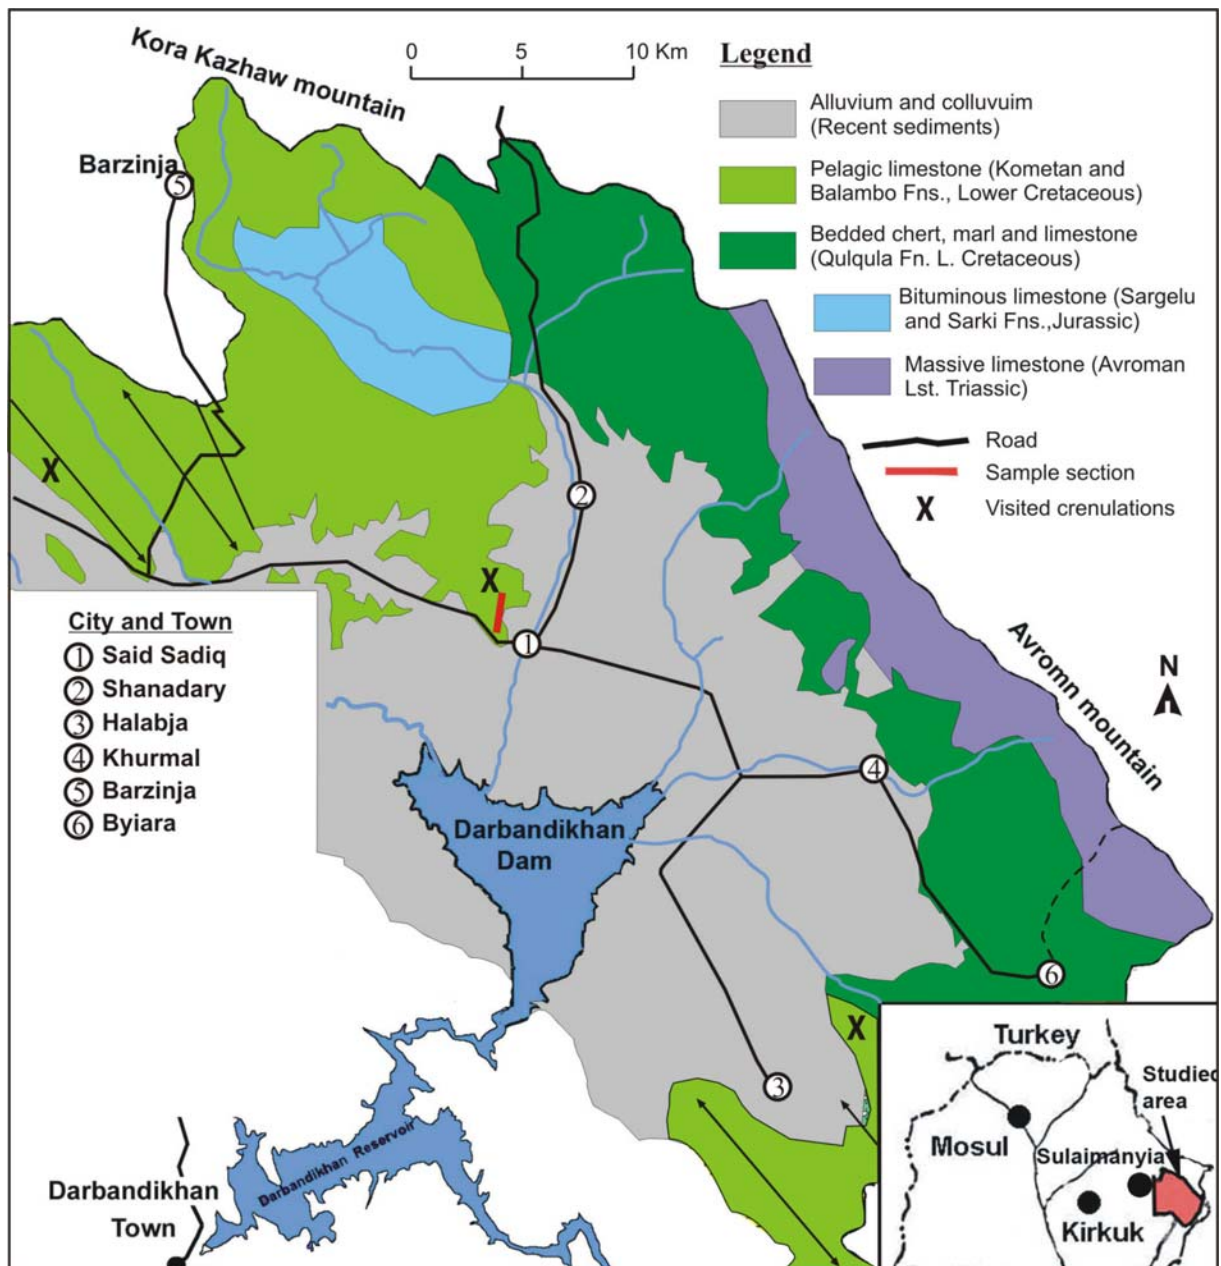 Kora Kazhaw mountain
0 5 10 Km
Legend
Alluvium and colluvuim
(Recent sediments)
Pelagic limestone (Kometan and
Balambo Fns., Lower Cretaceous)
Bedded chert, marl and limestone
(Qulqula Fn. L. Cretaceous)
Bituminous limestone (Sargelu
and Sarki Fns.,Jurassic)
Massive limestone (Avroman
Lst. Triassic)
Road
Sample section
X Visited crenulations
Barzinja
5
2
X
X
1
City and Town
1 Said Sadiq
2 Shanadary
3 Halabja
4 Khurmal
5 Barzinja
6 Byiara
N
Avromn mountain
4
Darbandikhan
Dam
6
X
3
Darbandikhan Reservoir
Darbandikhan
Town
Turkey
Studied
area
Mosul
Sulaimanyia
Kirkuk